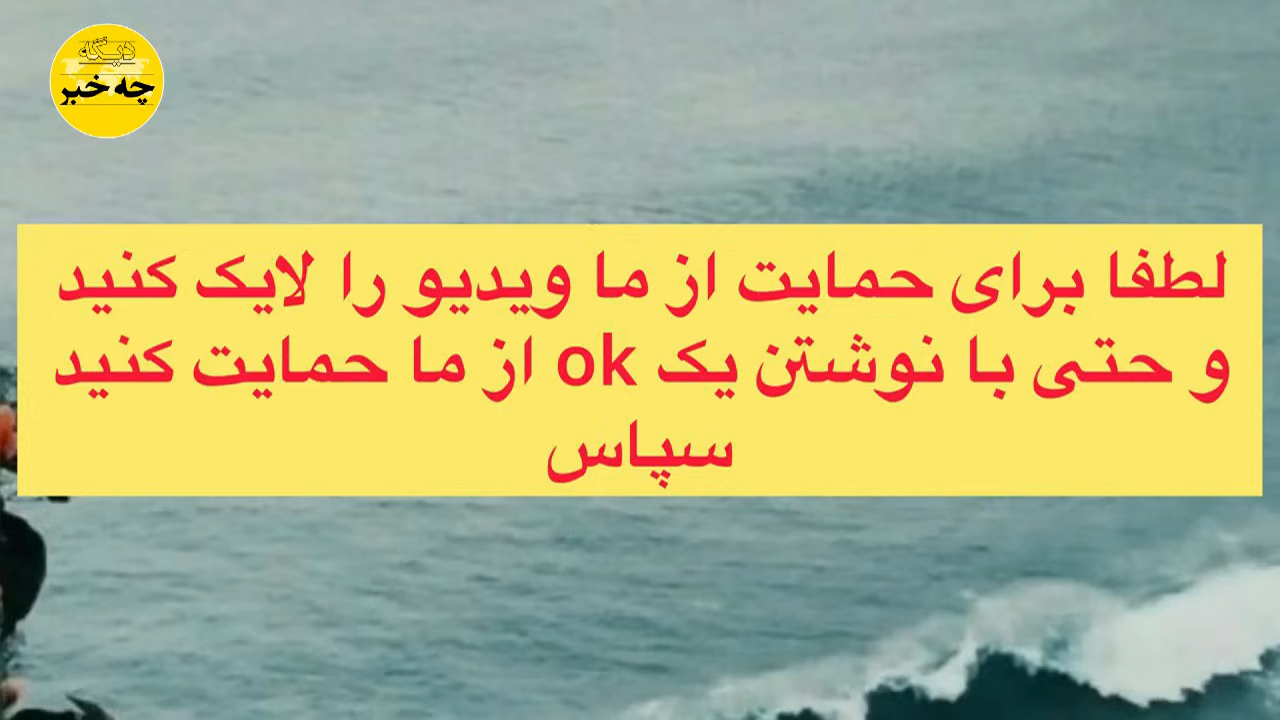 دیگه
چه خبر
لطفا برای حمایت از ما ویدیو را لایک کنید
و حتی با نوشتن یک ok از ما حمایت کنید
سپاس